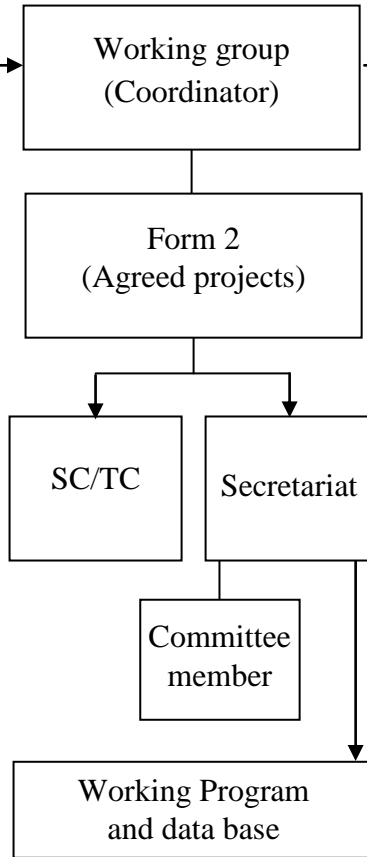 Working group
(Coordinator)
Form 2
(Agreed projects)
SC/TC
Secretariat
Committee
member
Working Program
and data base